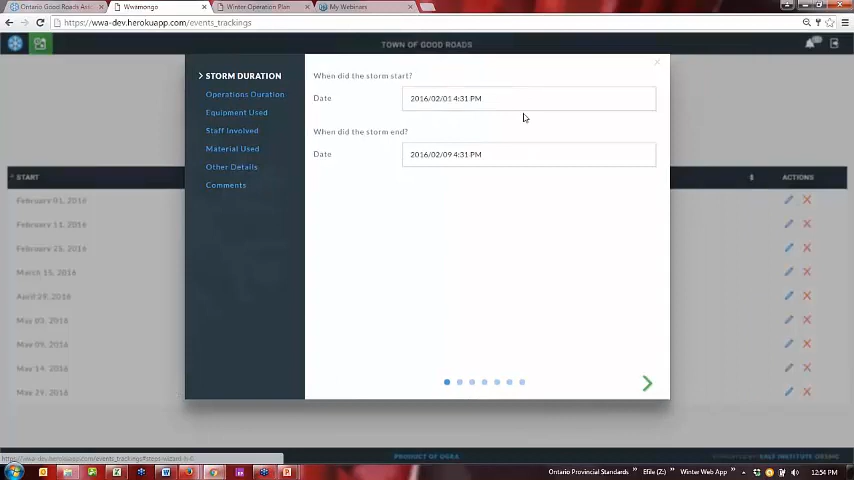 Ontario Good Roads Ass
Wwamongo
Winter Operation Plan
My Webinars
https://wwa-dev.herokuapp.com/events_trackings
TOWN OF GOOD ROADS
STORM DURATION
Operations Duration
Equipment Used
Staff Involved
Material Used
Other Details
Comments
When did the storm start?
Date 2016/02/01 4:31 PM
When did the storm end?
Date 2016/02/09 4:31 PM
START ACTIONS
February 01, 2016
February 11, 2016
February 25, 2016
March 15, 2016
April 29, 2016
May 03, 2016
May 09, 2016
May 14, 2016
May 29, 2016
PRODUCT OF OGRA
Ontario Provincial Standards
Efile (Z:)
Winter Web App
12:54 PM